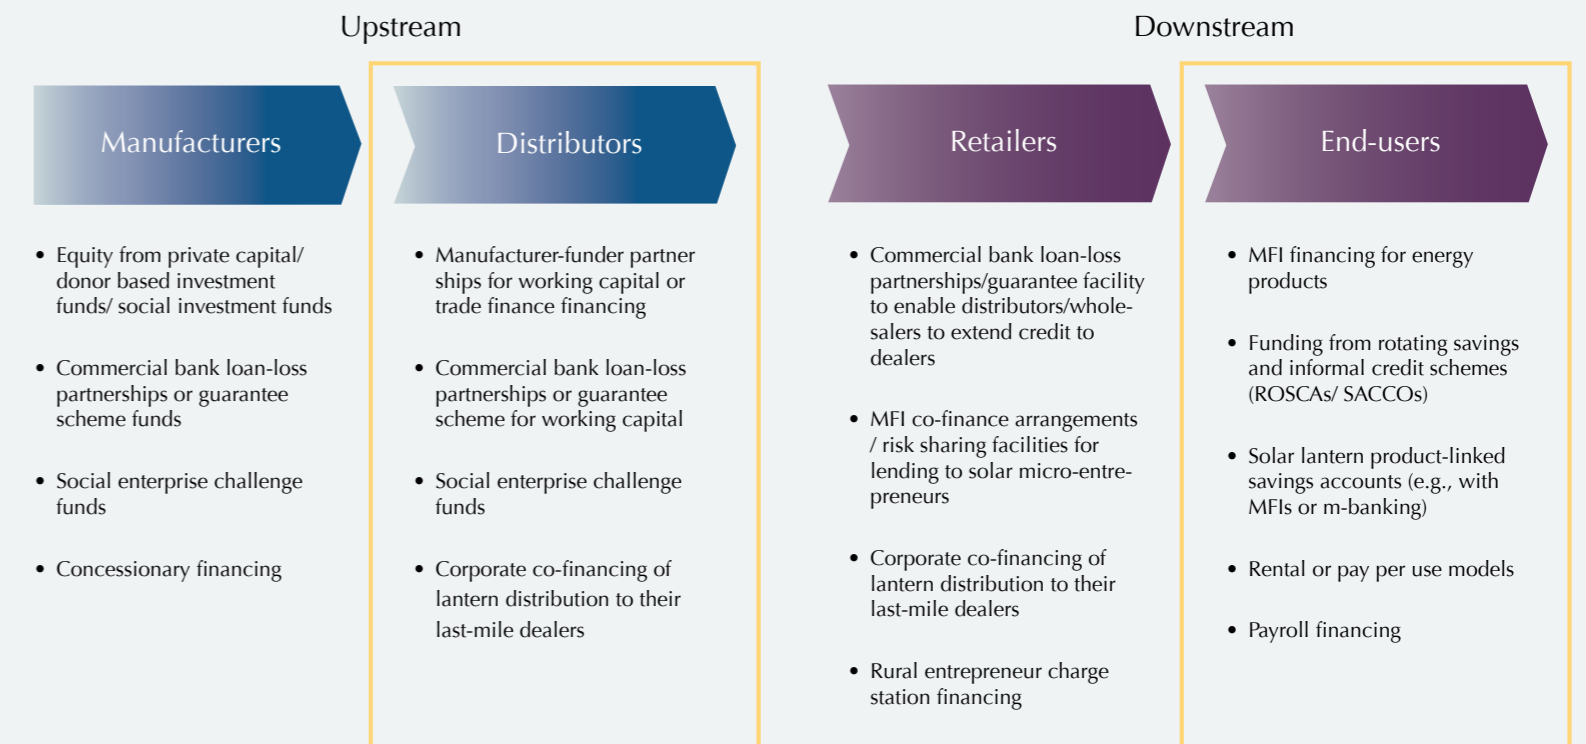 Upstream
Downstream
Manufacturers
• Equity from private capital/
donor based investment
funds/ social investment funds
• Commercial bank loan-loss
partnerships or guarantee
scheme funds
• Social enterprise challenge
funds
• Concessionary financing
Distributors
• Manufacturer-funder partner
ships for working capital or
trade finance financing
• Commercial bank loan-loss
partnerships or guarantee
scheme for working capital
• Social enterprise challenge
funds
• Corporate co-financing of
lantern distribution to their
last-mile dealers
Retailers
• Commercial bank loan-loss
partnerships/guarantee facility
to enable distributors/whole-
salers to extend credit to
dealers
• MFI co-finance arrangements
/ risk sharing facilities for
lending to solar micro-entre-
preneurs
• Corporate co-financing of
lantern distribution to their
last-mile dealers
• Rural entrepreneur charge
station financing
End-users
• MFI financing for energy
products
• Funding from rotating savings
and informal credit schemes
(ROSCAs/ SACCOs)
• Solar lantern product-linked
savings accounts (e.g., with
MFIs or m-banking)
• Rental or pay per use models
• Payroll financing